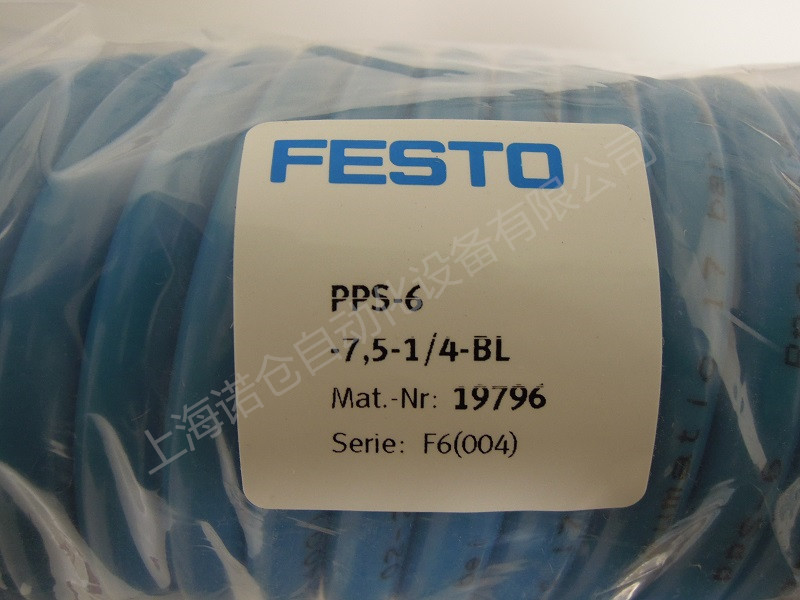 FESTO
PPS-6
-7,5-1/4-BL
Mat.-Nr: 19796
Serie: F6(004)
上海诺仓自动化设备有限公司